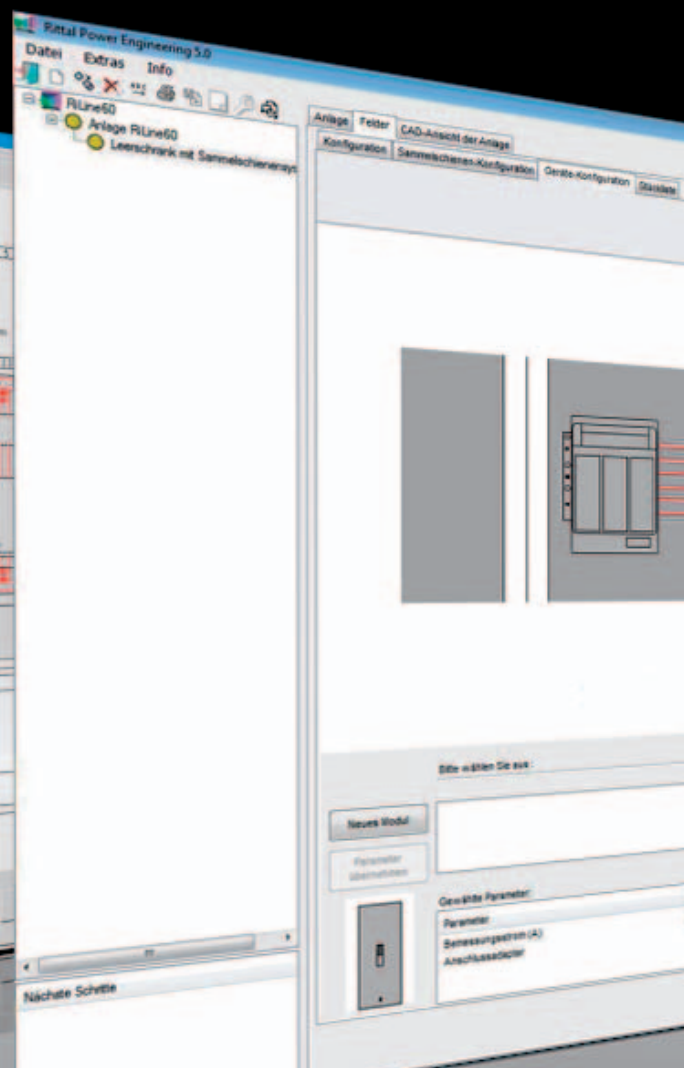 Rittal Power Engineering 5.0
Datei Extras Info
RiLine60
Anlage RiLine60
Leerschrank mit Sammelschienensys
Anlage Felder CAD-Ansicht der Anlage
Konfiguration Sammelschienen-Konfiguration Geräte-Konfiguration Stückliste
Bitte wählen Sie aus:
Neues Modul
Parameter
übernehmen
Gewählte Parameter:
Parameter
Bemessungsstrom (A)
Anschlussadapter
Nächste Schritte